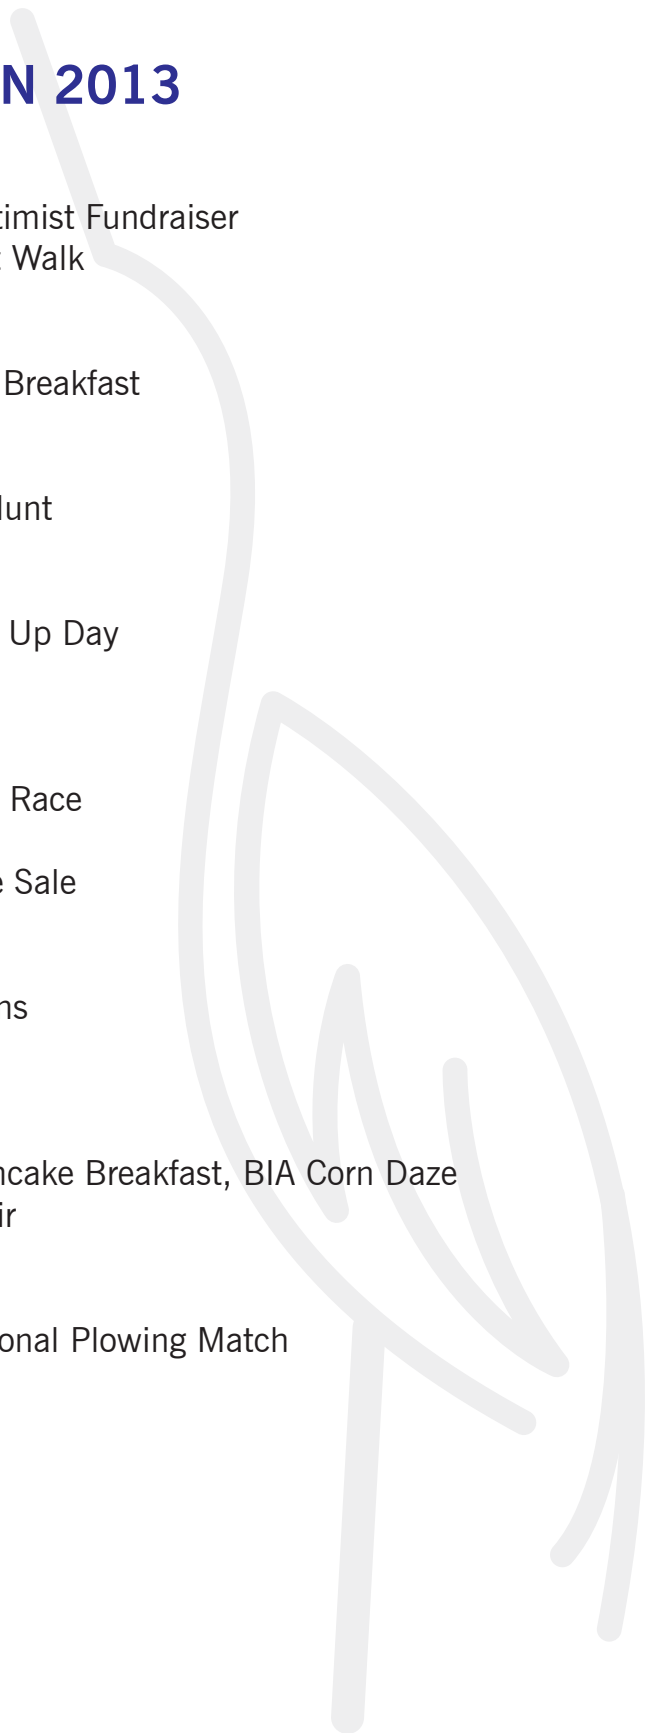 N 2013
timist Fundraiser
t Walk
Breakfast
Hunt
Up Day
Race
e Sale
ns
ncake Breakfast, BIA Corn Daze
ir
onal Plowing Match